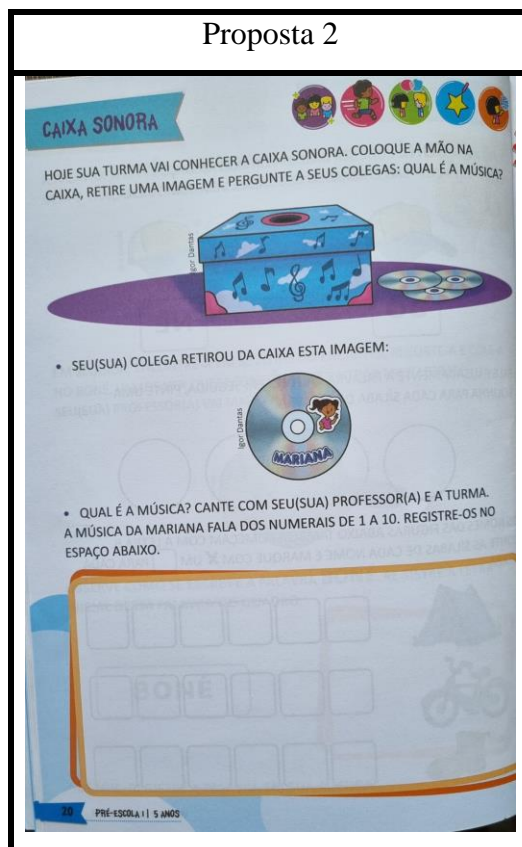 Proposta 2
CAIXA SONORA
HOJE SUA TURMA VAI CONHECER A CAIXA SONORA. COLOQUE A MÃO NA
CAIXA, RETIRE UMA IMAGEM E PERGUNTE A SEUS COLEGAS: QUAL É A MÚSICA?
Igor Dantas
• SEU(SUA) COLEGA RETIROU DA CAIXA ESTA IMAGEM:
Igor Dantas
MARIANA
• QUAL É A MÚSICA? CANTE COM SEU(SUA) PROFESSOR(A) E A TURMA.
A MÚSICA DA MARIANA FALA DOS NUMERAIS DE 1 A 10. REGISTRE-OS NO
ESPAÇO ABAIXO.
BONÉ
20 PRÉ-ESCOLA I | 5 ANOS